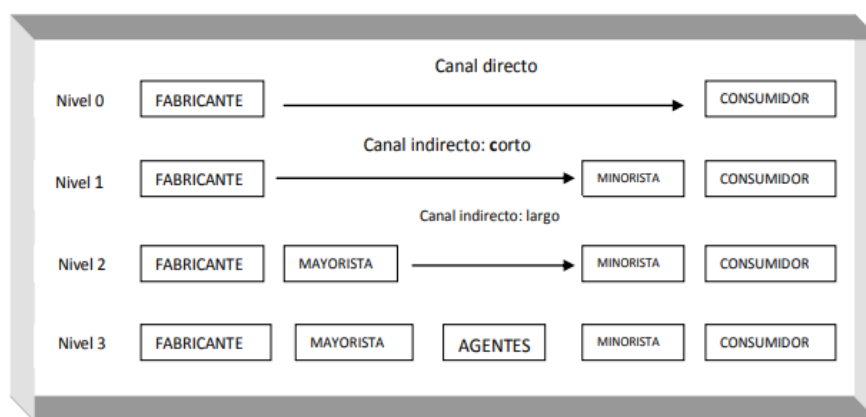 Canal directo
Nivel 0 FABRICANTE CONSUMIDOR
Canal indirecto: corto
Nivel 1 FABRICANTE MINORISTA CONSUMIDOR
Canal indirecto: largo
Nivel 2 FABRICANTE MAYORISTA MINORISTA CONSUMIDOR
Nivel 3 FABRICANTE MAYORISTA AGENTES MINORISTA CONSUMIDOR